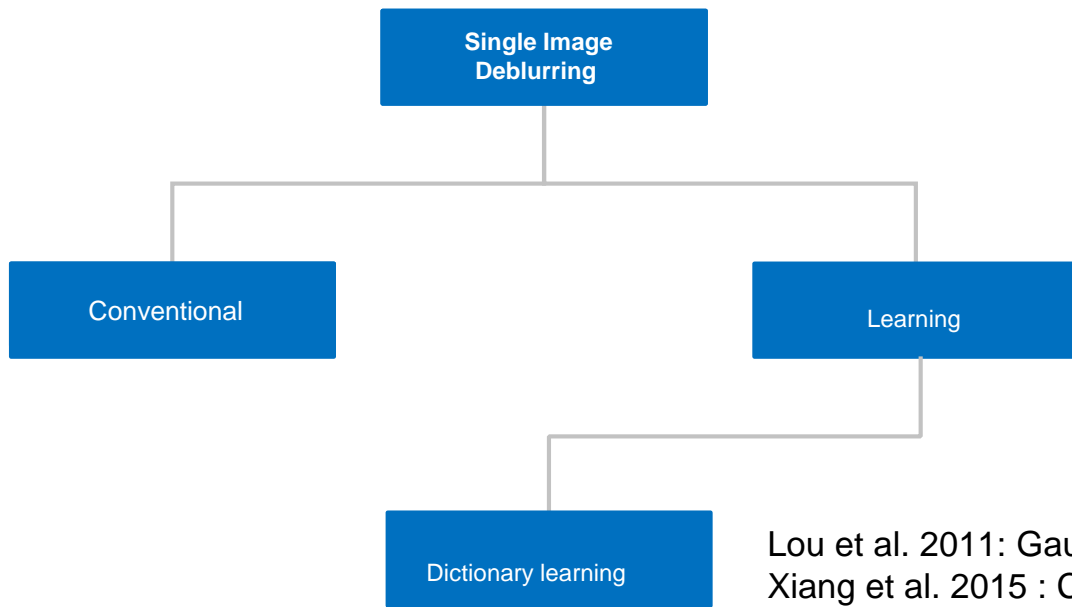 Single Image
Deblurring
Conventional
Learning
Dictionary learning
Lou et al. 2011:
Xiang et al. 2015 :